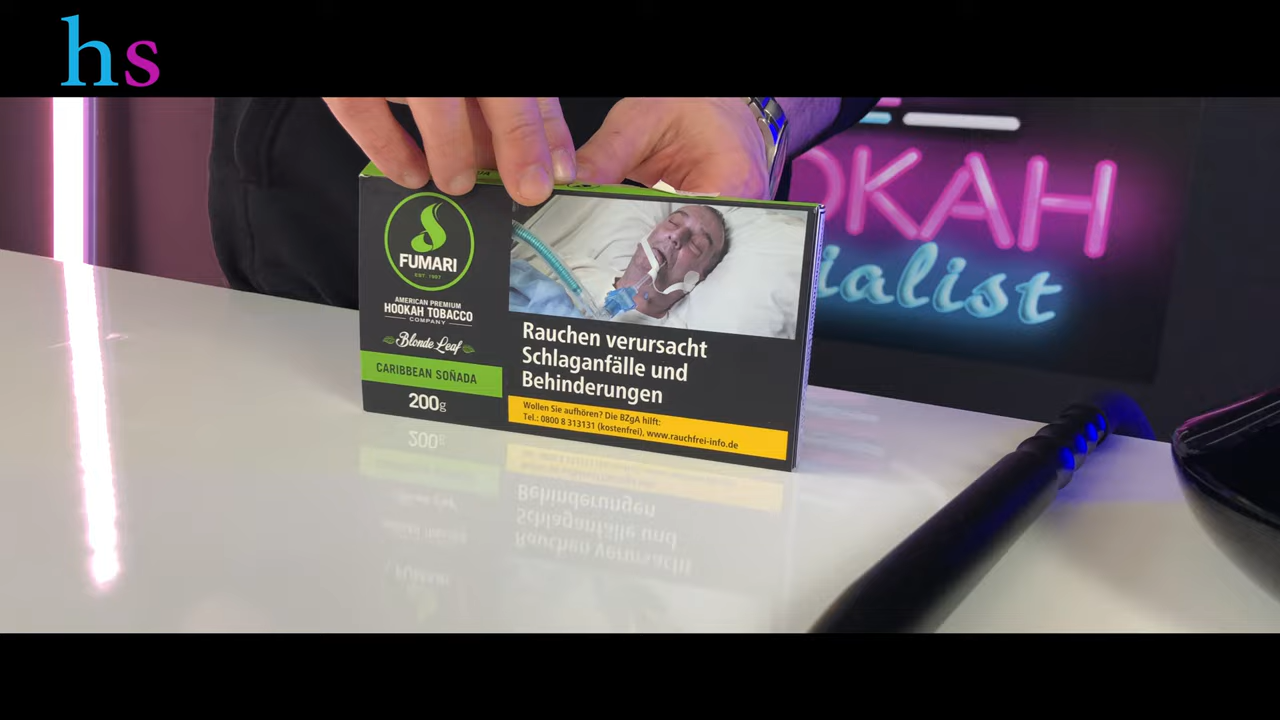 hs
OKAH
ialist
FUMARI
EST. 1997
AMERICAN PREMIUM
HOOKAH TOBACCO
COMPANY
Blonde Leaf
CARIBBEAN SOÑADA
200g
Rauchen verursacht
Schlaganfälle und
Behinderungen
Wollen Sie aufhören? Die BZgA hilft:
Tel.: 0800 8 313131 (kostenfrei), www.rauchfrei-info.de